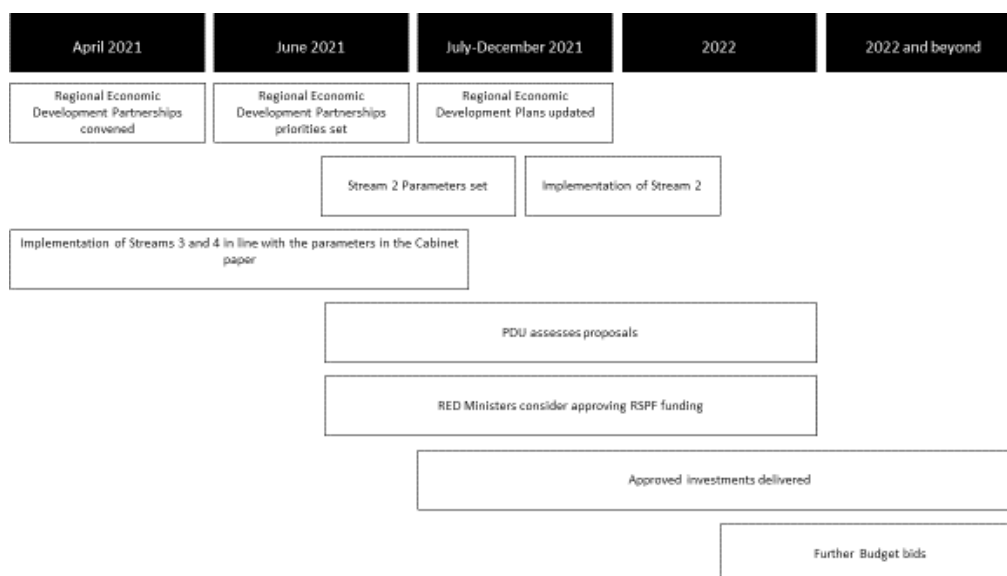 April 2021
June 2021
July-December 2021
2022
2022 and beyond
Regional Economic
Development Partnerships
convened
Regional Economic
Development Partnerships
priorities set
Regional Economic
Development Plans updated
Stream 2 Parameters set
Implementation of Stream 2
Implementation of Streams 3 and 4 in line with the parameters in the Cabinet
paper
PDU assesses proposals
RED Ministers consider approving RSPF funding
Approved investments delivered
Further Budget bids